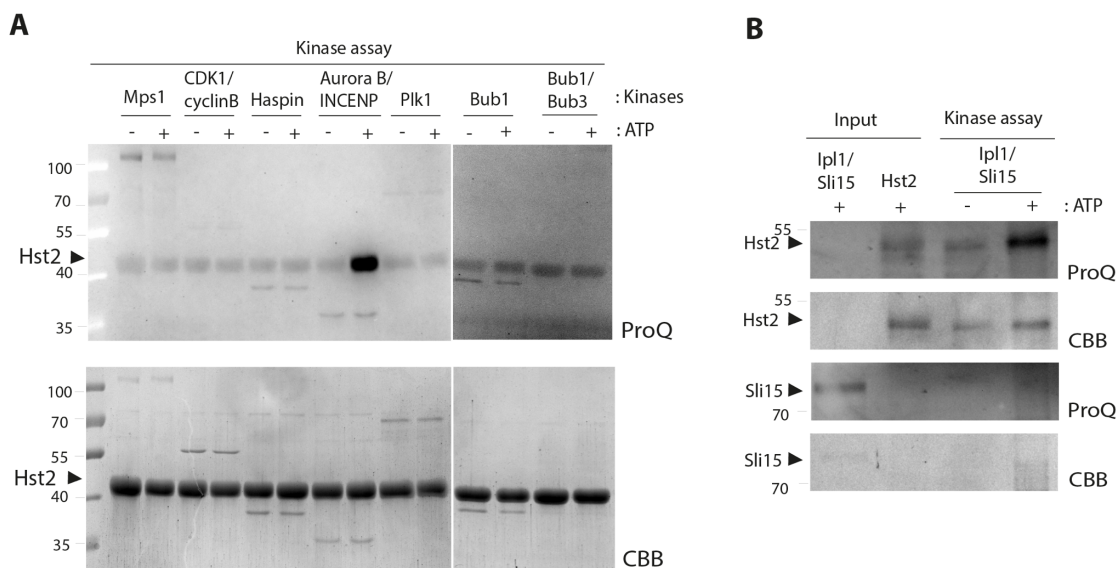 A
Kinase assay
Mps1 CDK1/ cyclinB Haspin Aurora B/ INCENP Plk1 Bub1 Bub1/ Bub3 : Kinases
- + - + - + - + - + - + - + : ATP
100
70
55
Hst2
40
35
ProQ
100
70
55
Hst2
40
35
CBB
B
Input Kinase assay
Ipl1/ Sli15 Hst2 Ipl1/ Sli15
+ + - + : ATP
55
Hst2
ProQ
55
Hst2
CBB
Sli15
70
ProQ
Sli15
70
CBB